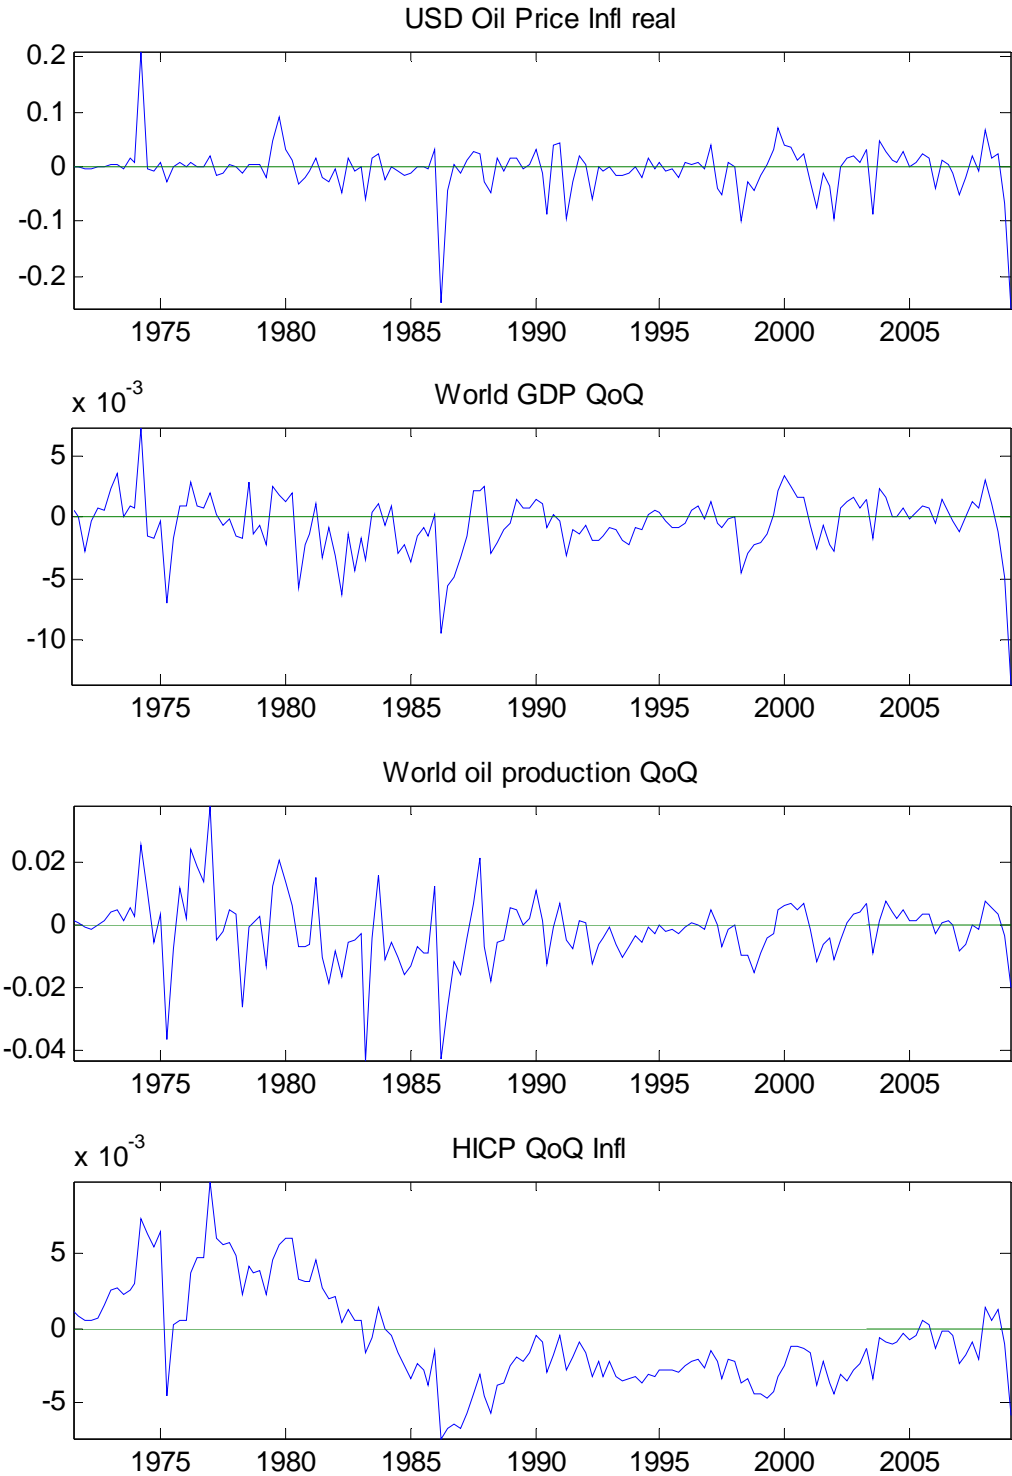 USD Oil Price Infl real
0.2
0.1
0
-0.1
-0.2
1975 1980 1985 1990 1995 2000 2005
x 10-3
World GDP QoQ
5
0
-5
-10
1975 1980 1985 1990 1995 2000 2005
World oil production QoQ
0.02
0
-0.02
-0.04
1975 1980 1985 1990 1995 2000 2005
x 10-3
HICP QoQ Infl
5
0
-5
1975 1980 1985 1990 1995 2000 2005